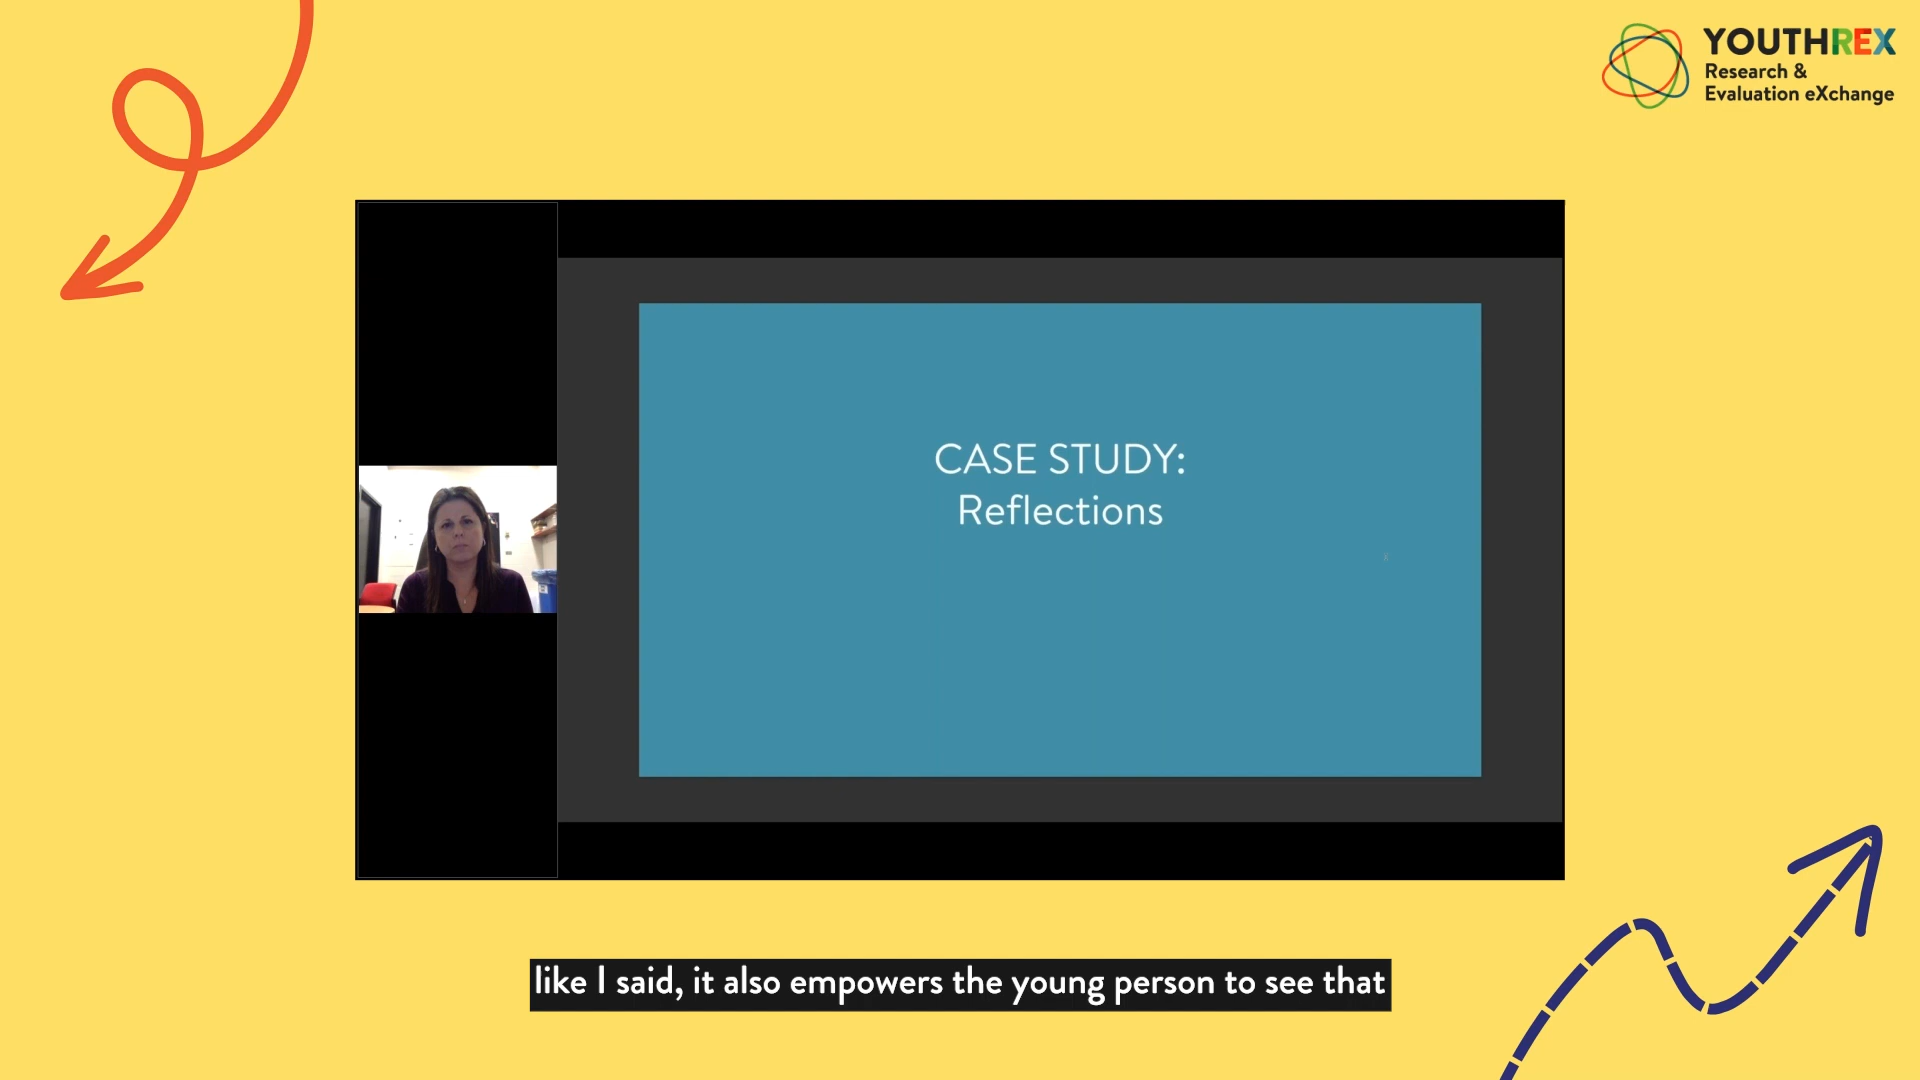 YOUTHREX
Research &
Evaluation eXchange
CASE STUDY:
Reflections
like I said, it also empowers the young person to see that